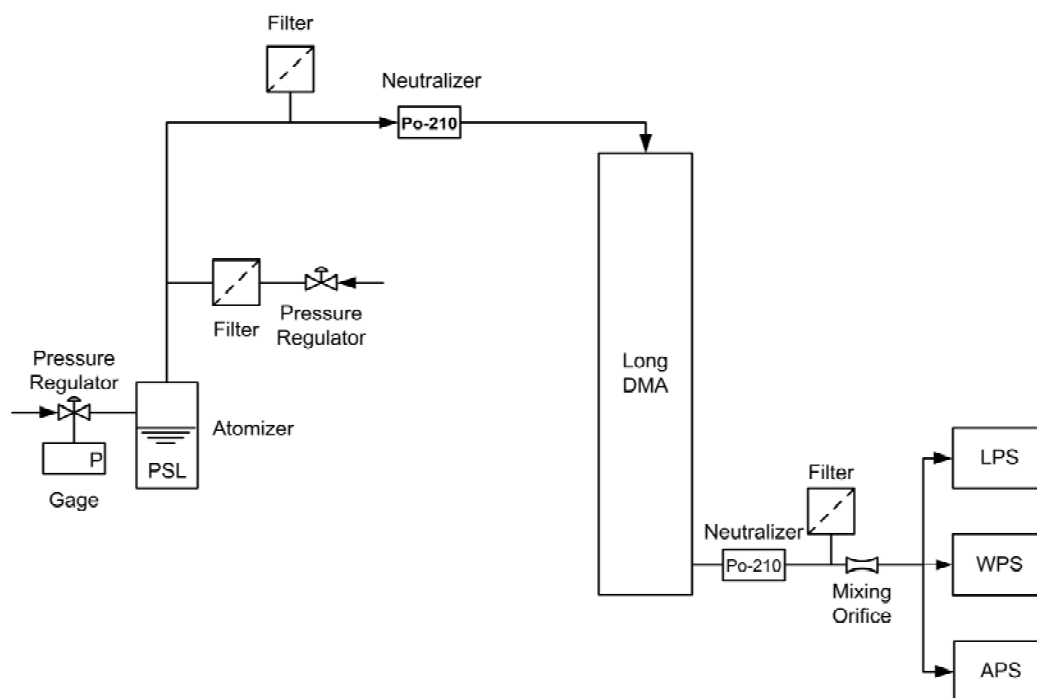 Filter
Neutralizer
Po-210
Filter
Pressure
Regulator
Pressure
Regulator
Atomizer
P
PSL
Gage
Long
DMA
LPS
Filter
Neutralizer
Po-210
WPS
Mixing
Orifice
APS